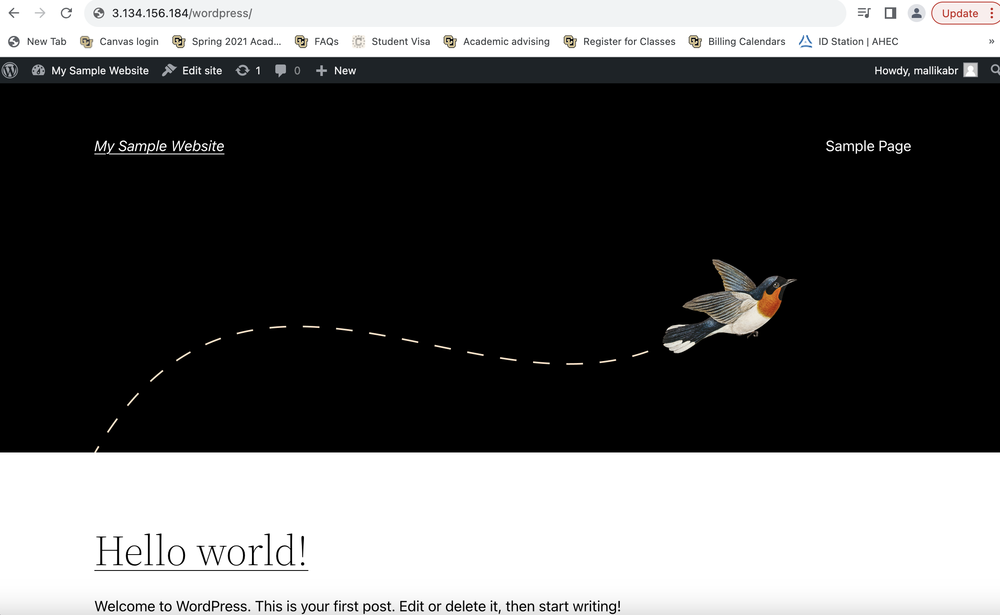 3.134.156.184/wordpress/
Update
New Tab Canvas login Spring 2021 Acad... FAQs Student Visa Academic advising Register for Classes Billing Calendars ID Station | AHEC »
My Sample Website Edit site 1 0 New Howdy, mallikabr
My Sample Website Sample Page
Hello world!
Welcome to WordPress. This is your first post. Edit or delete it, then start writing!